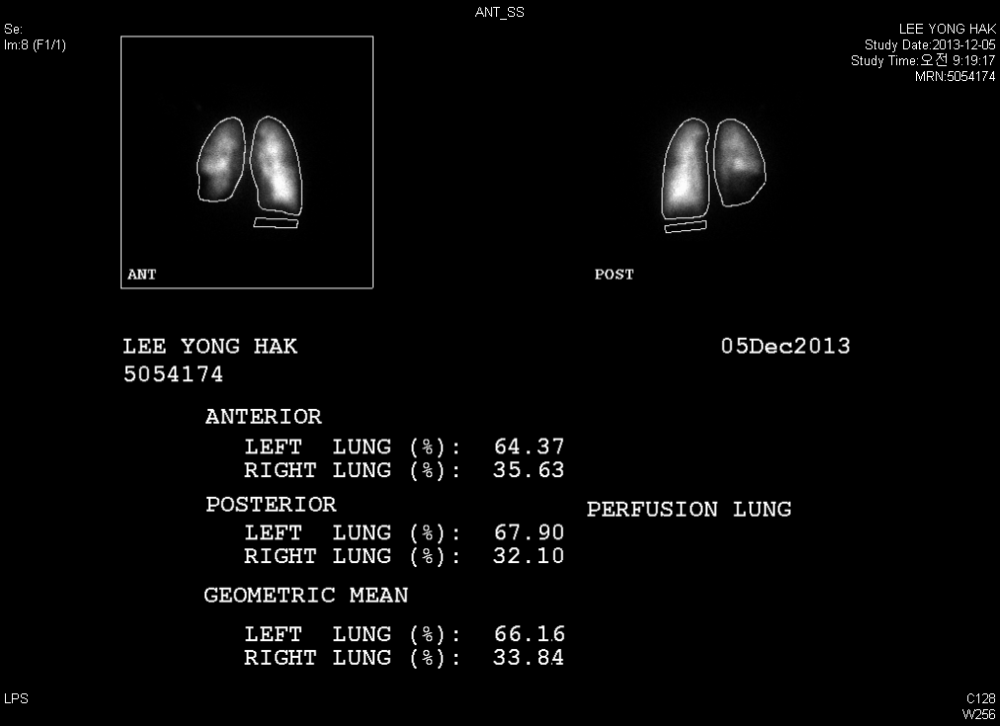 ANT_SS
Se:
Im:8 (F1/1)
LEE YONG HAK
Study Date:2013-12-05
Study Time:오전 9:19:17
MRN:5054174
ANT
POST
LEE YONG HAK
05Dec2013
5054174
ANTERIOR
LEFT LUNG (%): 64.37
RIGHT LUNG (%): 35.63
POSTERIOR
PERFUSION LUNG
LEFT LUNG (%): 67.90
RIGHT LUNG (%): 32.10
GEOMETRIC MEAN
LEFT LUNG (%): 66.16
RIGHT LUNG (%): 33.84
LPS
C128
W256